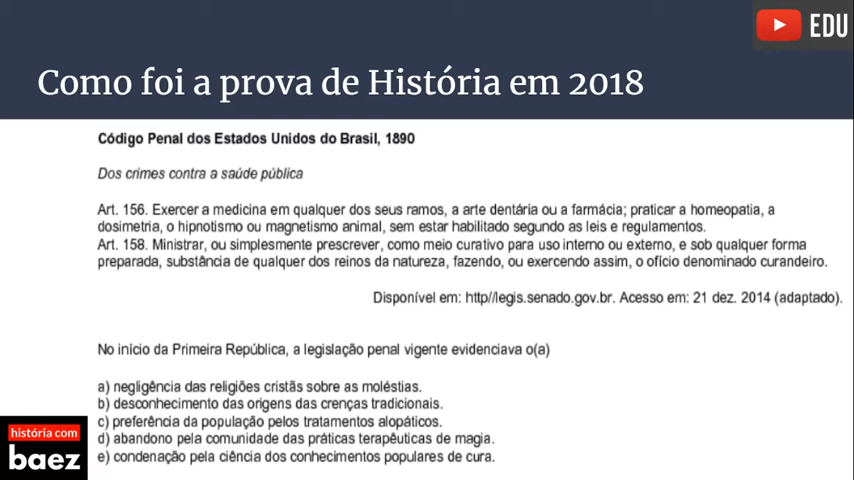 EDU
Como foi a prova de História em 2018
Código Penal dos Estados Unidos do Brasil, 1890
Dos crimes contra a saúde pública
Art. 156. Exercer a medicina em qualquer dos seus ramos, a arte dentária ou a farmácia; praticar a homeopatia, a
dosimetria, o hipnotismo ou magnetismo animal, sem estar habilitado segundo as leis e regulamentos.
Art. 158. Ministrar, ou simplesmente prescrever, como meio curativo para uso interno ou externo, e sob qualquer forma
preparada, substância de qualquer dos reinos da natureza, fazendo, ou exercendo assim, o ofício denominado curandeiro.
Disponível em: http//legis.senado.gov.br. Acesso em: 21 dez. 2014 (adaptado).
No início da Primeira República, a legislação penal vigente evidenciava o(a)
a) negligência das religiões cristãs sobre as moléstias.
b) desconhecimento das origens das crenças tradicionais.
c) preferência da população pelos tratamentos alopáticos.
d) abandono pela comunidade das práticas terapêuticas de magia.
e) condenação pela ciência dos conhecimentos populares de cura.
história com
baez